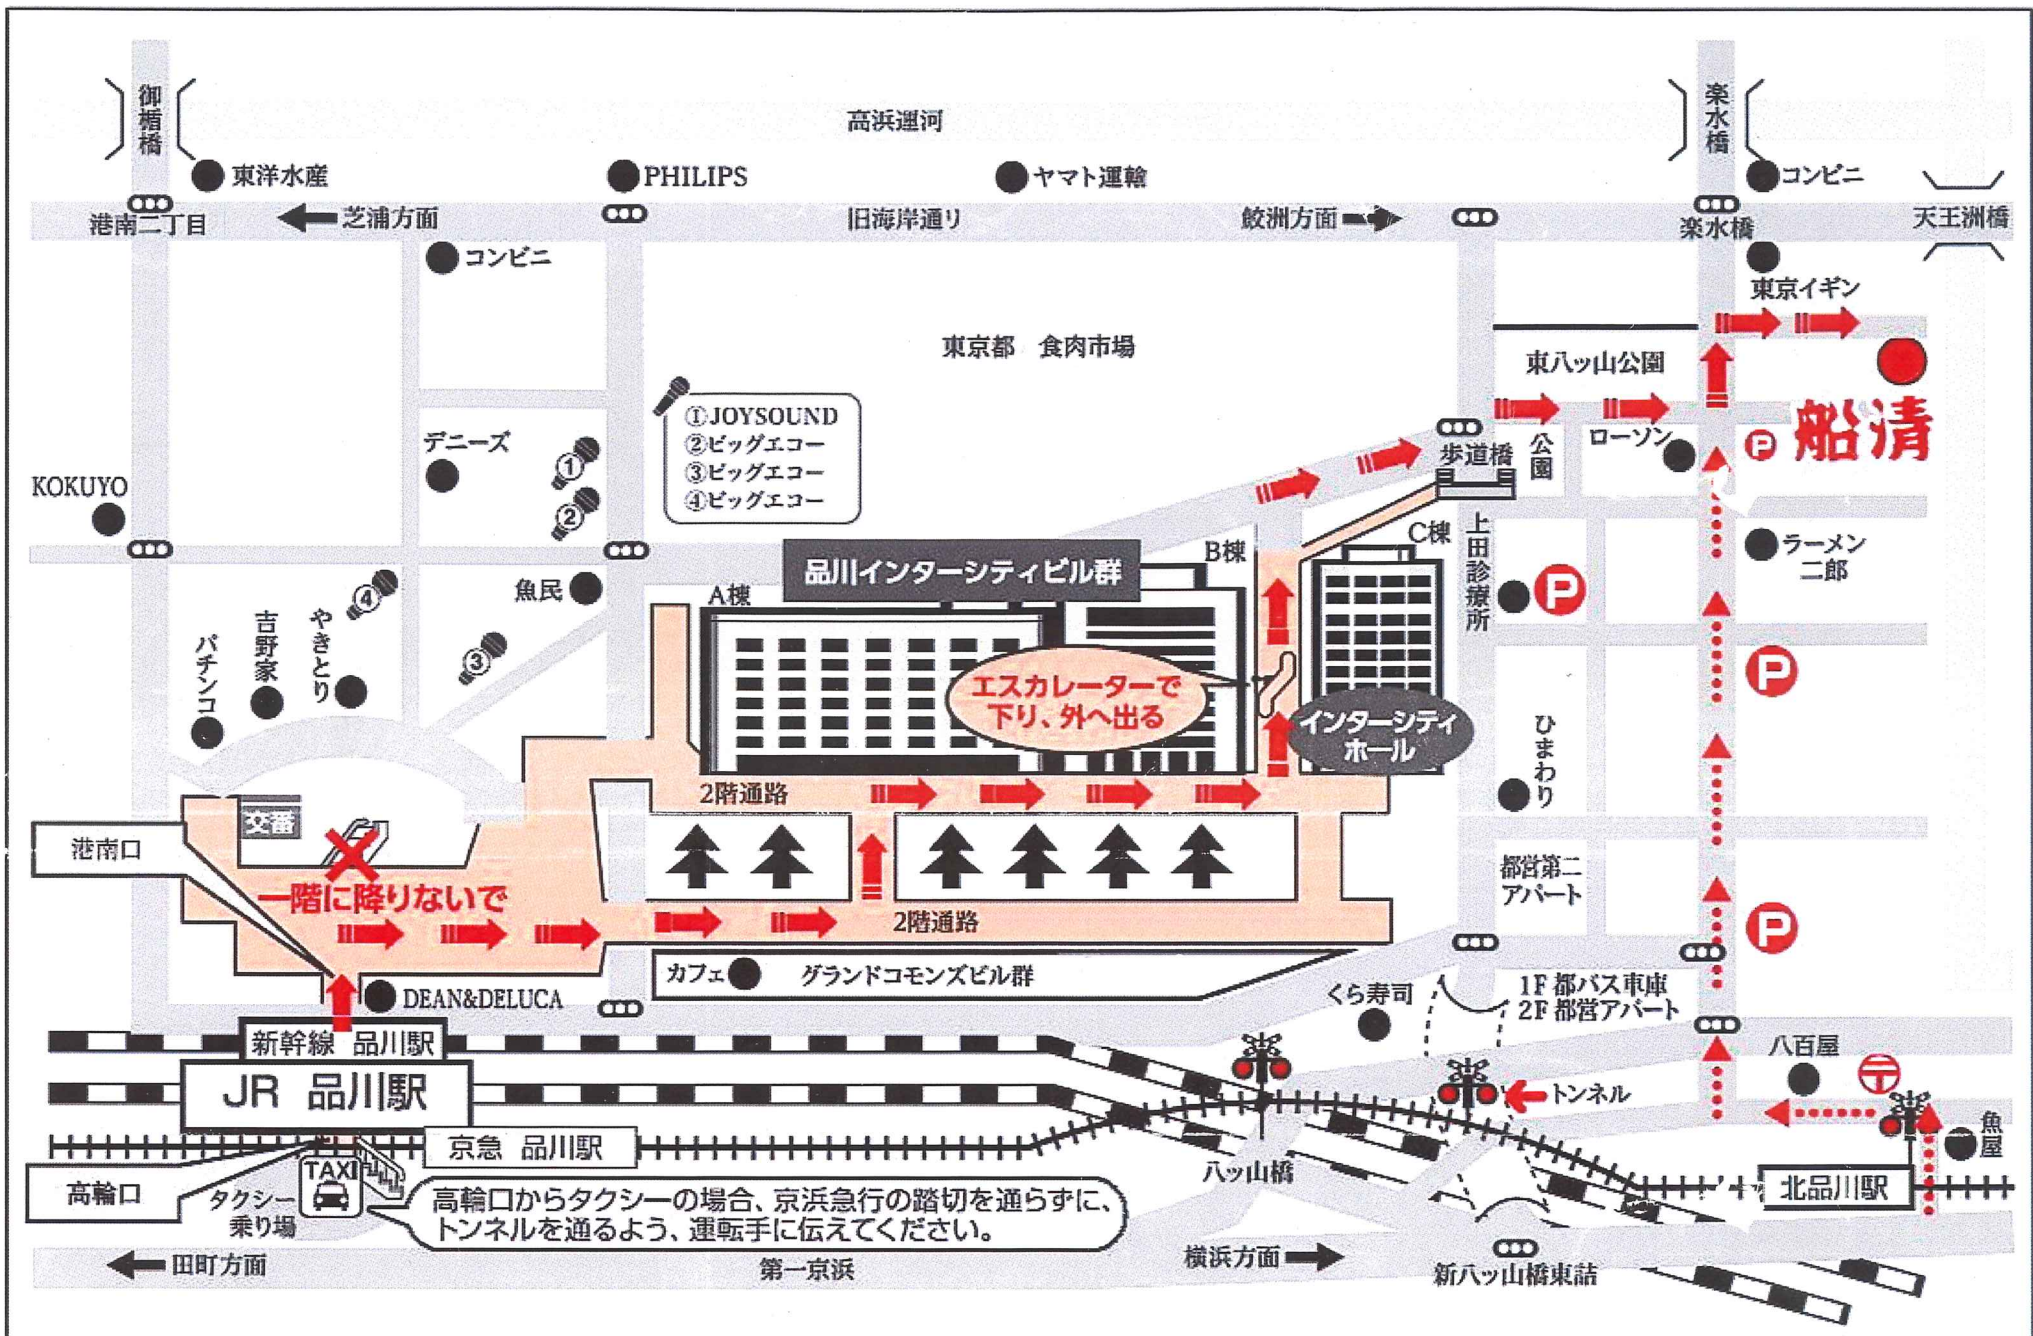 御楯橋
高浜運河
楽水橋
東洋水産
PHILIPS
ヤマト運輸
コンビニ
港南二丁目
芝浦方面
旧海岸通り
鮫洲方面
楽水橋
天王洲橋
コンビニ
東京イギン
東京都 食肉市場
東八ッ山公園
①JOYSOUND
②ビッグエコー
③ビッグエコー
④ビッグエコー
デニーズ
①
②
KOKUYO
歩道橋
公園
ローソン
P
船清
品川インターシティビル群
A棟
B棟
C棟
上田診療所
P
ラーメン
二郎
魚民
④
③
パチンコ
吉野家
やきとり
エスカレーターで
下り、外へ出る
インターシティ
ホール
ひまわり
P
2階通路
交番
港南口
一階に降りないで
2階通路
都営第二
アパート
P
カフェ
グランドコモンズビル群
DEAN&DELUCA
くら寿司
1F 都バス車庫
2F 都営アパート
新幹線 品川駅
JR 品川駅
八百屋
〒
トンネル
魚屋
京急 品川駅
八ッ山橋
北品川駅
高輪口
タクシー
乗り場
TAXI
高輪口からタクシーの場合、京浜急行の踏切を通らずに、
トンネルを通るよう、運転手に伝えてください。
田町方面
第一京浜
横浜方面
新八ッ山橋東詰